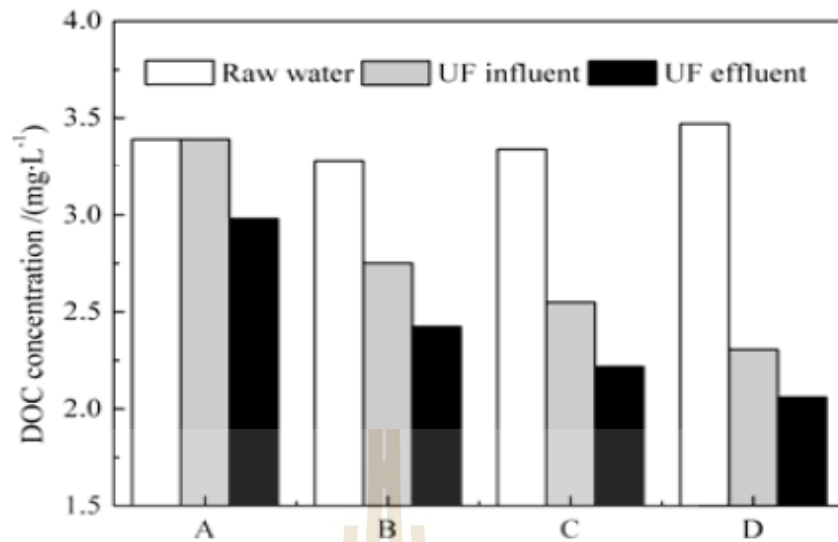 4.0
Raw water UF influent UF effluent
3.5
3.0
2.5
2.0
1.5
DOC concentration /(mg·L⁻¹)
A B C D